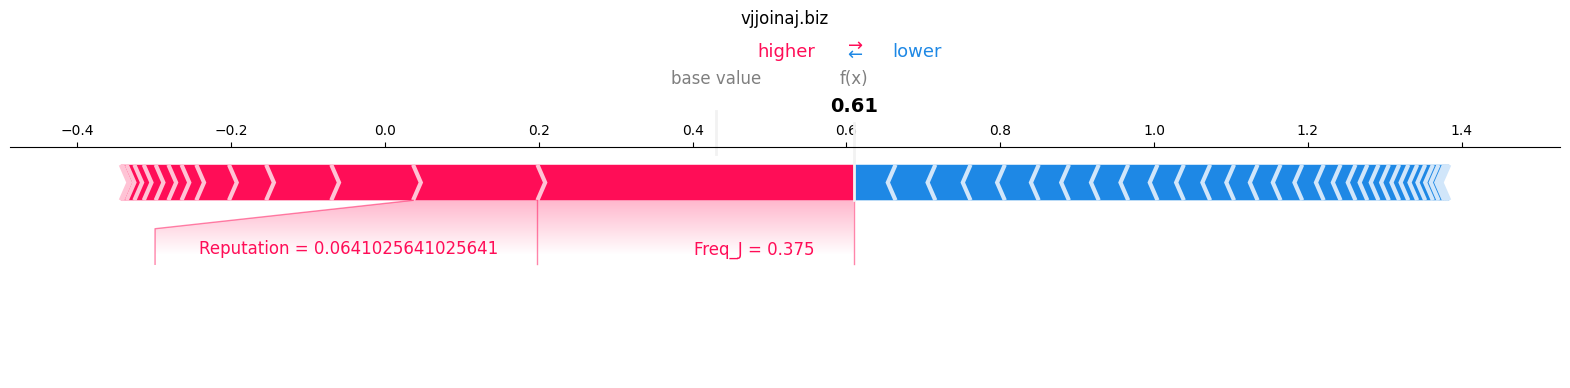 vjjoinaj.biz
higher ⇄ lower
base value f(x)
0.61
−0.4 −0.2 0.0 0.2 0.4 0.6 0.8 1.0 1.2 1.4
Reputation = 0.0641025641025641 Freq_J = 0.375